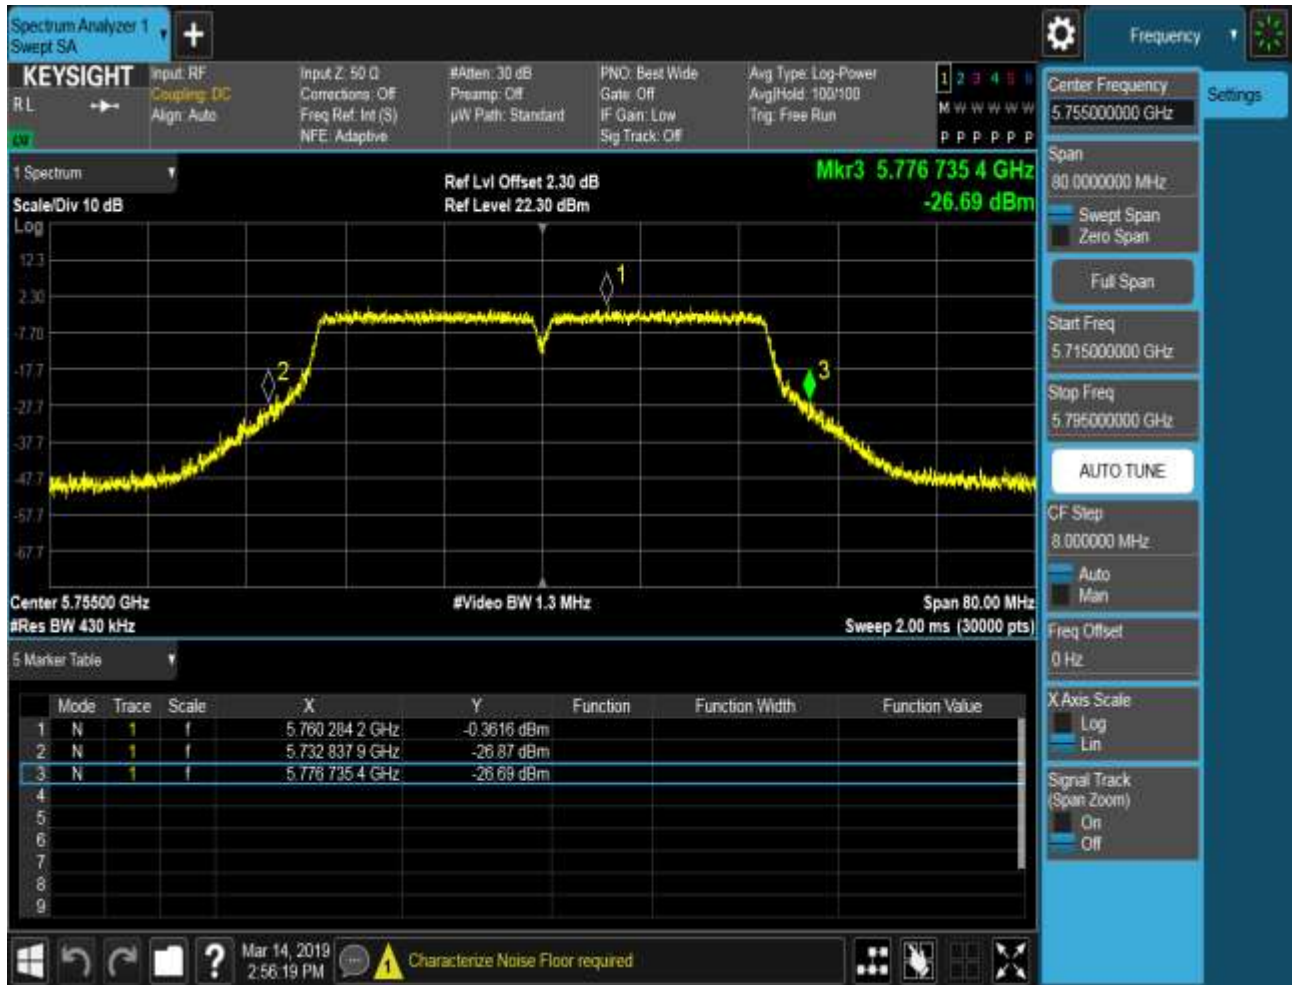 Spectrum Analyzer 1
Swept SA
Frequency
KEYSIGHT
RL
Input: RF
Coupling: DC
Align: Auto
Input Z: 50 Ω
Corrections: Off
Freq Ref: Int (S)
NFE: Adaptive
#Atten: 30 dB
Preamp: Off
µW Path: Standard
PNO: Best Wide
Gate: Off
IF Gain: Low
Sig Track: Off
Avg Type: Log-Power
Avg|Hold: 100/100
Trig: Free Run
1 2 3 4 5 6
M W W W W W
P P P P P P
1 Spectrum
Scale/Div 10 dB
Ref Lvl Offset 2.30 dB
Ref Level 22.30 dBm
Mkr3 5.776 735 4 GHz
-26.69 dBm
Log
12.3
2.30
-7.70
-17.7
-27.7
-37.7
-47.7
-57.7
-67.7
1
2
3
Center 5.75500 GHz
#Video BW 1.3 MHz
Span 80.00 MHz
#Res BW 430 kHz
Sweep 2.00 ms (30000 pts)
5 Marker Table
Mode Trace Scale X Y Function Function Width Function Value
1 N 1 f 5.760 284 2 GHz -0.3616 dBm
2 N 1 f 5.732 837 9 GHz -26.87 dBm
3 N 1 f 5.776 735 4 GHz -26.69 dBm
4
5
6
7
8
9
Mar 14, 2019
2:56:19 PM
Characterize Noise Floor required
Center Frequency
5.755000000 GHz
Settings
Span
80.0000000 MHz
Swept Span
Zero Span
Full Span
Start Freq
5.715000000 GHz
Stop Freq
5.795000000 GHz
AUTO TUNE
CF Step
8.000000 MHz
Auto
Man
Freq Offset
0 Hz
X Axis Scale
Log
Lin
Signal Track
(Span Zoom)
On
Off